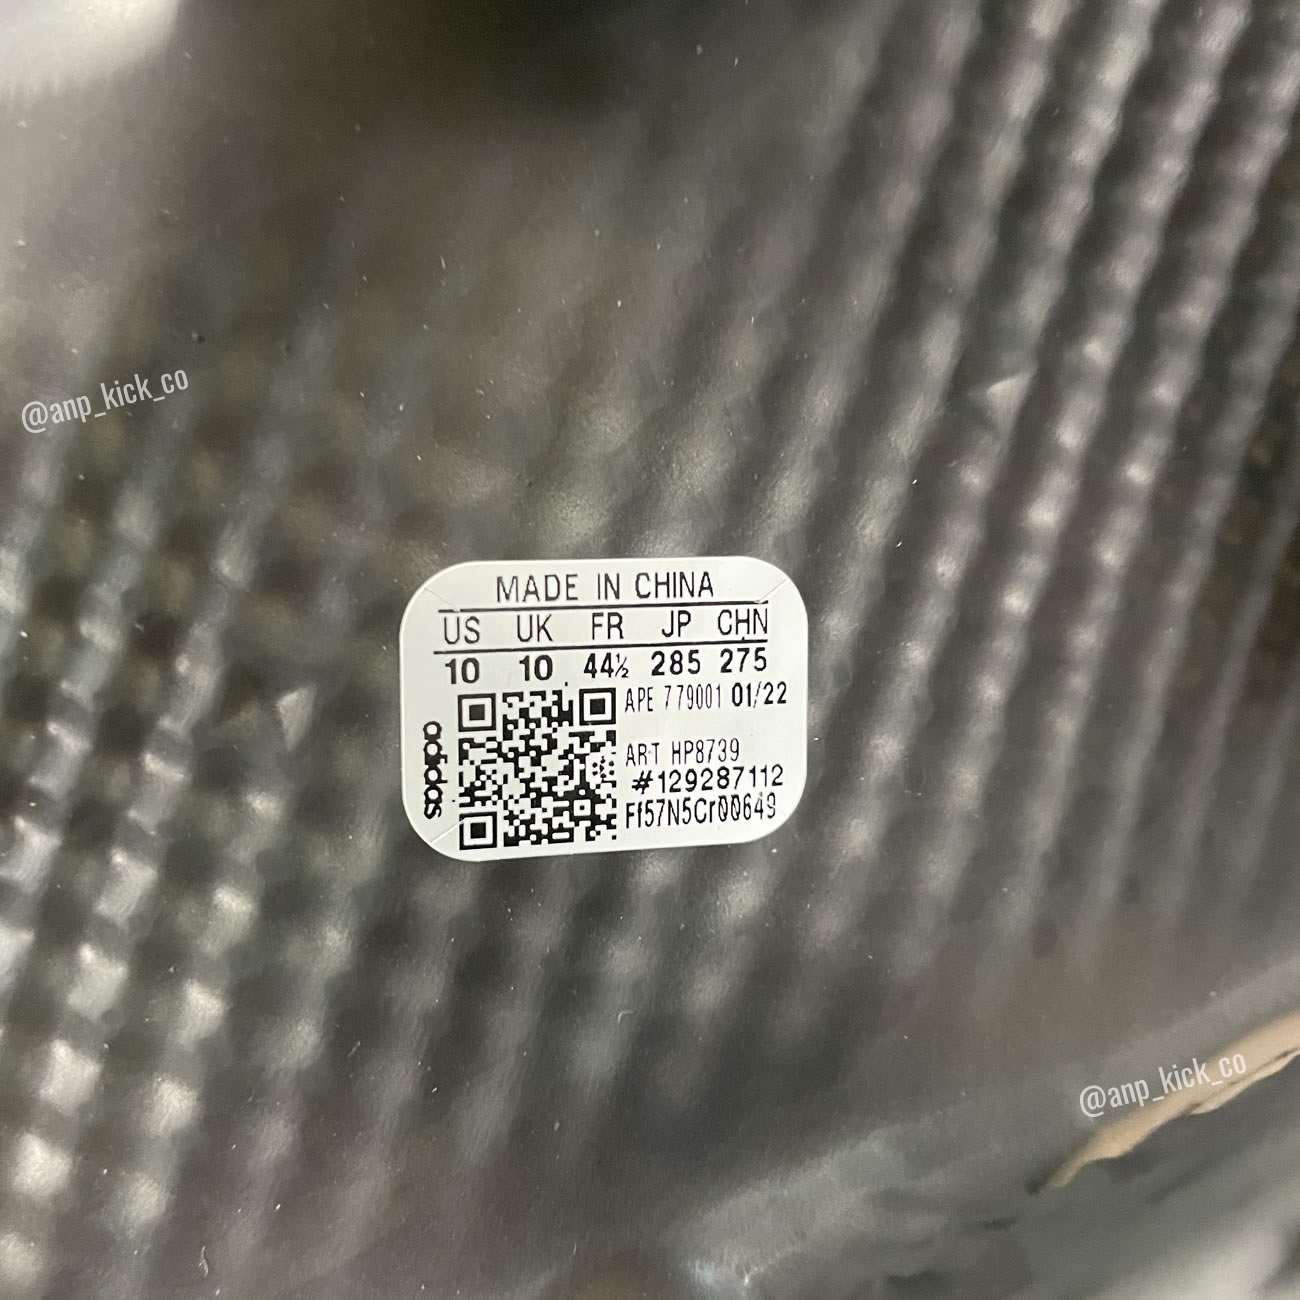 @anp_kick_co
MADE IN CHINA
US UK FR JP CHN
10 10 44½ 285 275
APE 779001 01/22
ART HP8739
#129287112
Ff57N5Cr00649
adidas
@anp_kick_co